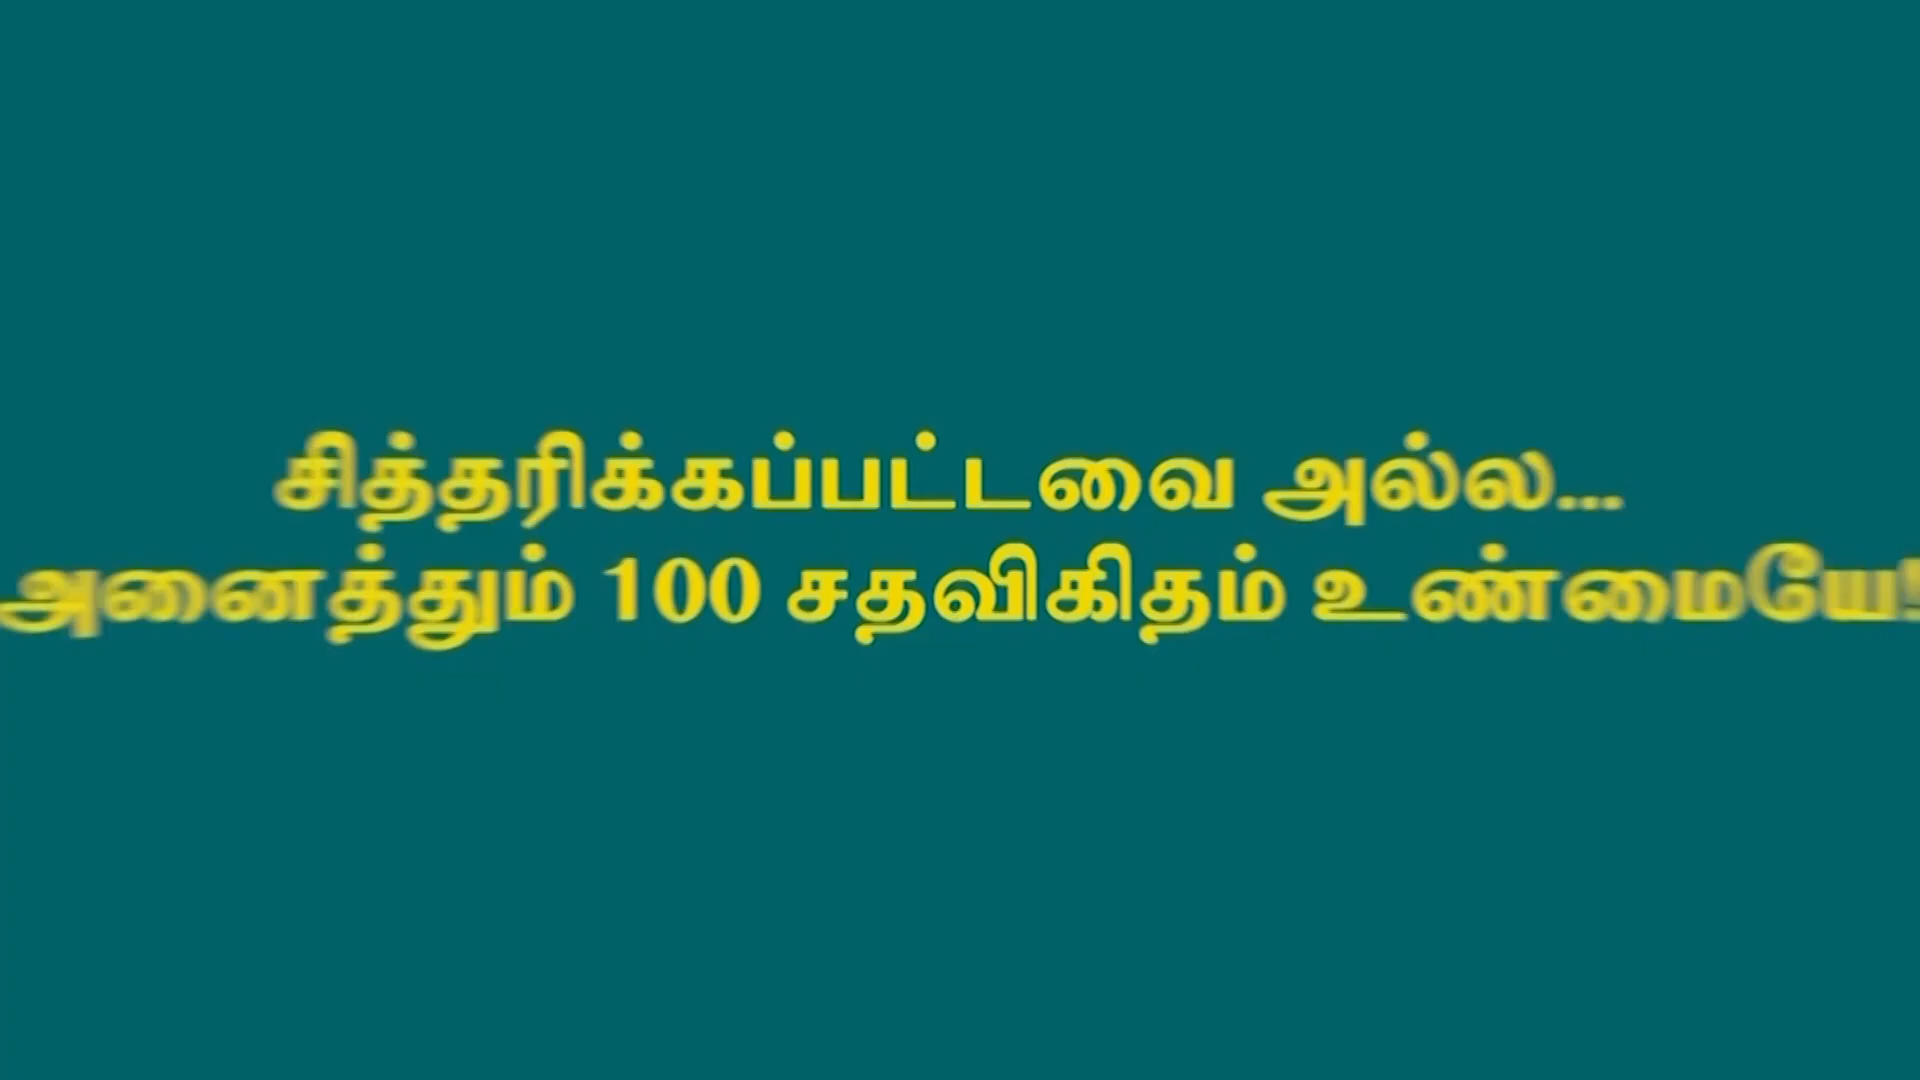 சித்தரிக்கப்பட்டவை அல்ல...
அனைத்தும் 100 சதவிகிதம் உண்மையே!